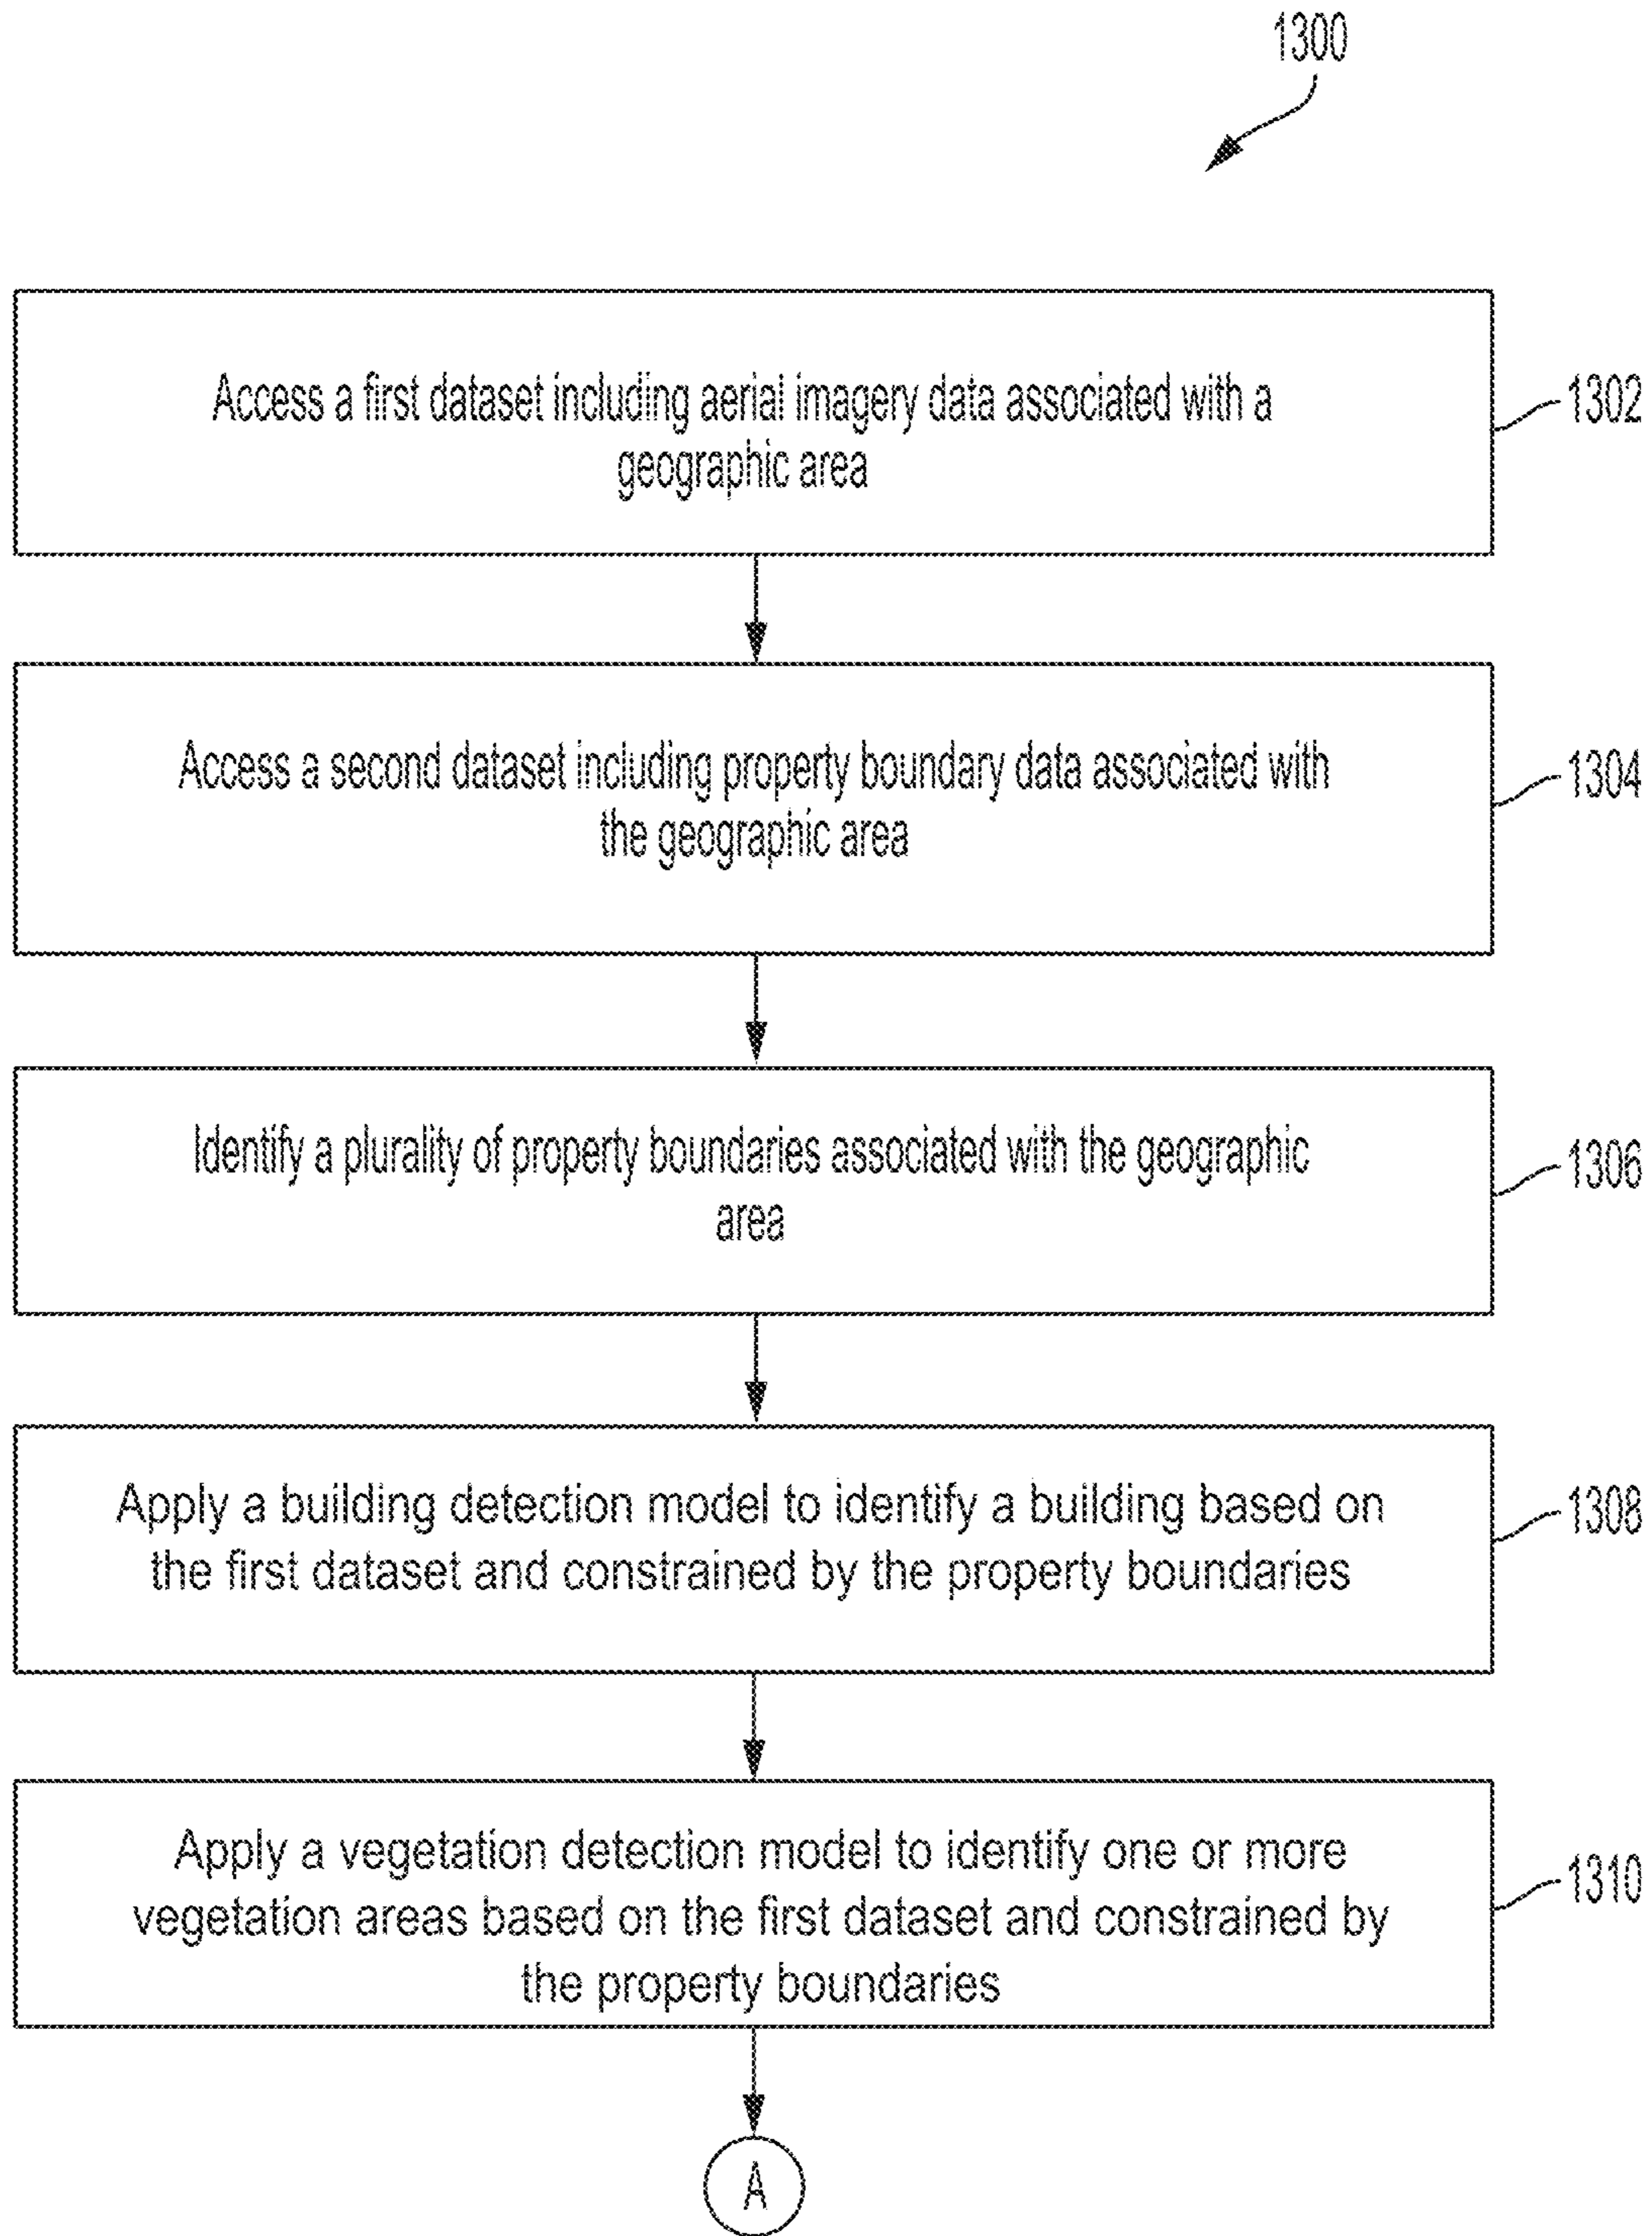 1300
Access a first dataset including aerial imagery data associated with a
geographic area
1302
Access a second dataset including property boundary data associated with
the geographic area
1304
Identify a plurality of property boundaries associated with the geographic
area
1306
Apply a building detection model to identify a building based on
the first dataset and constrained by the property boundaries
1308
Apply a vegetation detection model to identify one or more
vegetation areas based on the first dataset and constrained by
the property boundaries
1310
A